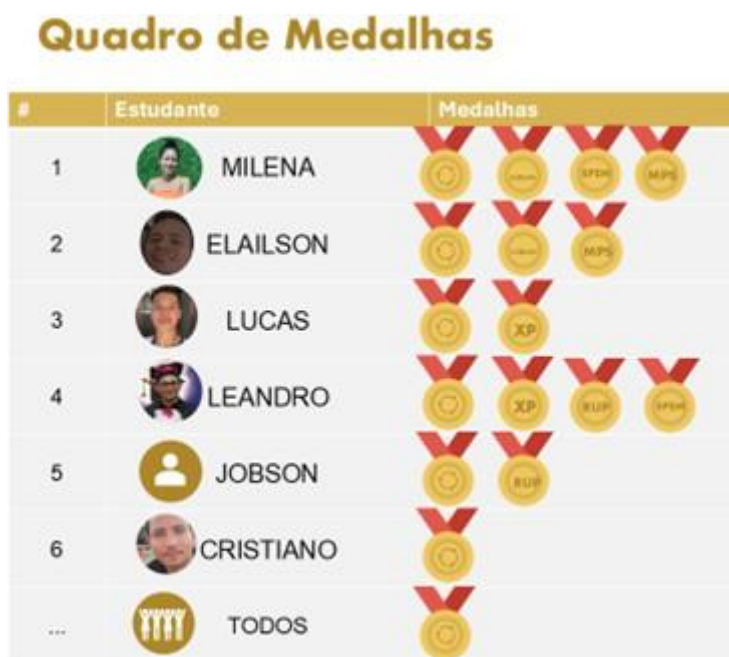 Quadro de Medalhas
# Estudante Medalhas
1 MILENA SPEM MPS
2 ELAILSON MPS
3 LUCAS XP
4 LEANDRO XP RUP SPEM
5 JOBSON RUP
6 CRISTIANO
... TODOS